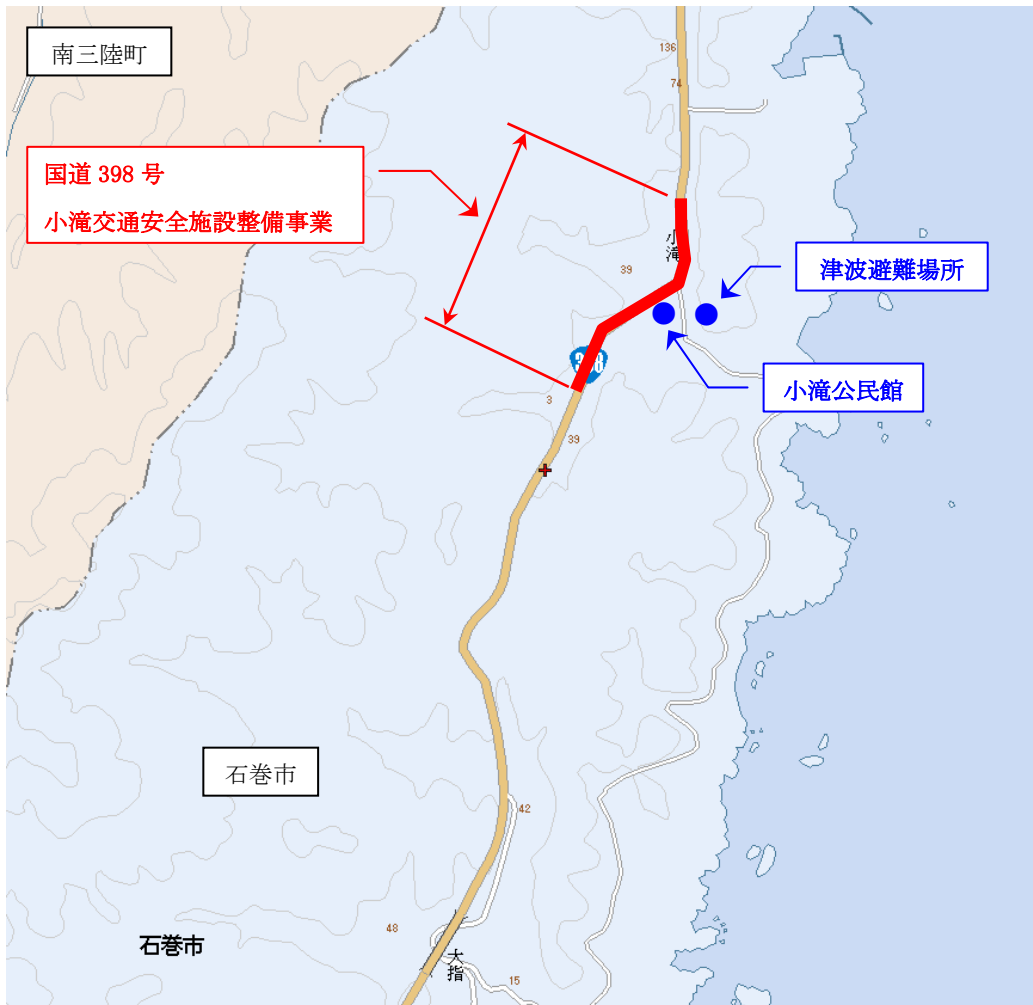 南三陸町
136
74
国道 398 号
小滝交通安全施設整備事業
小滝
39
津波避難場所
小滝公民館
3
39
石巻市
42
48
石巻市
大指
15